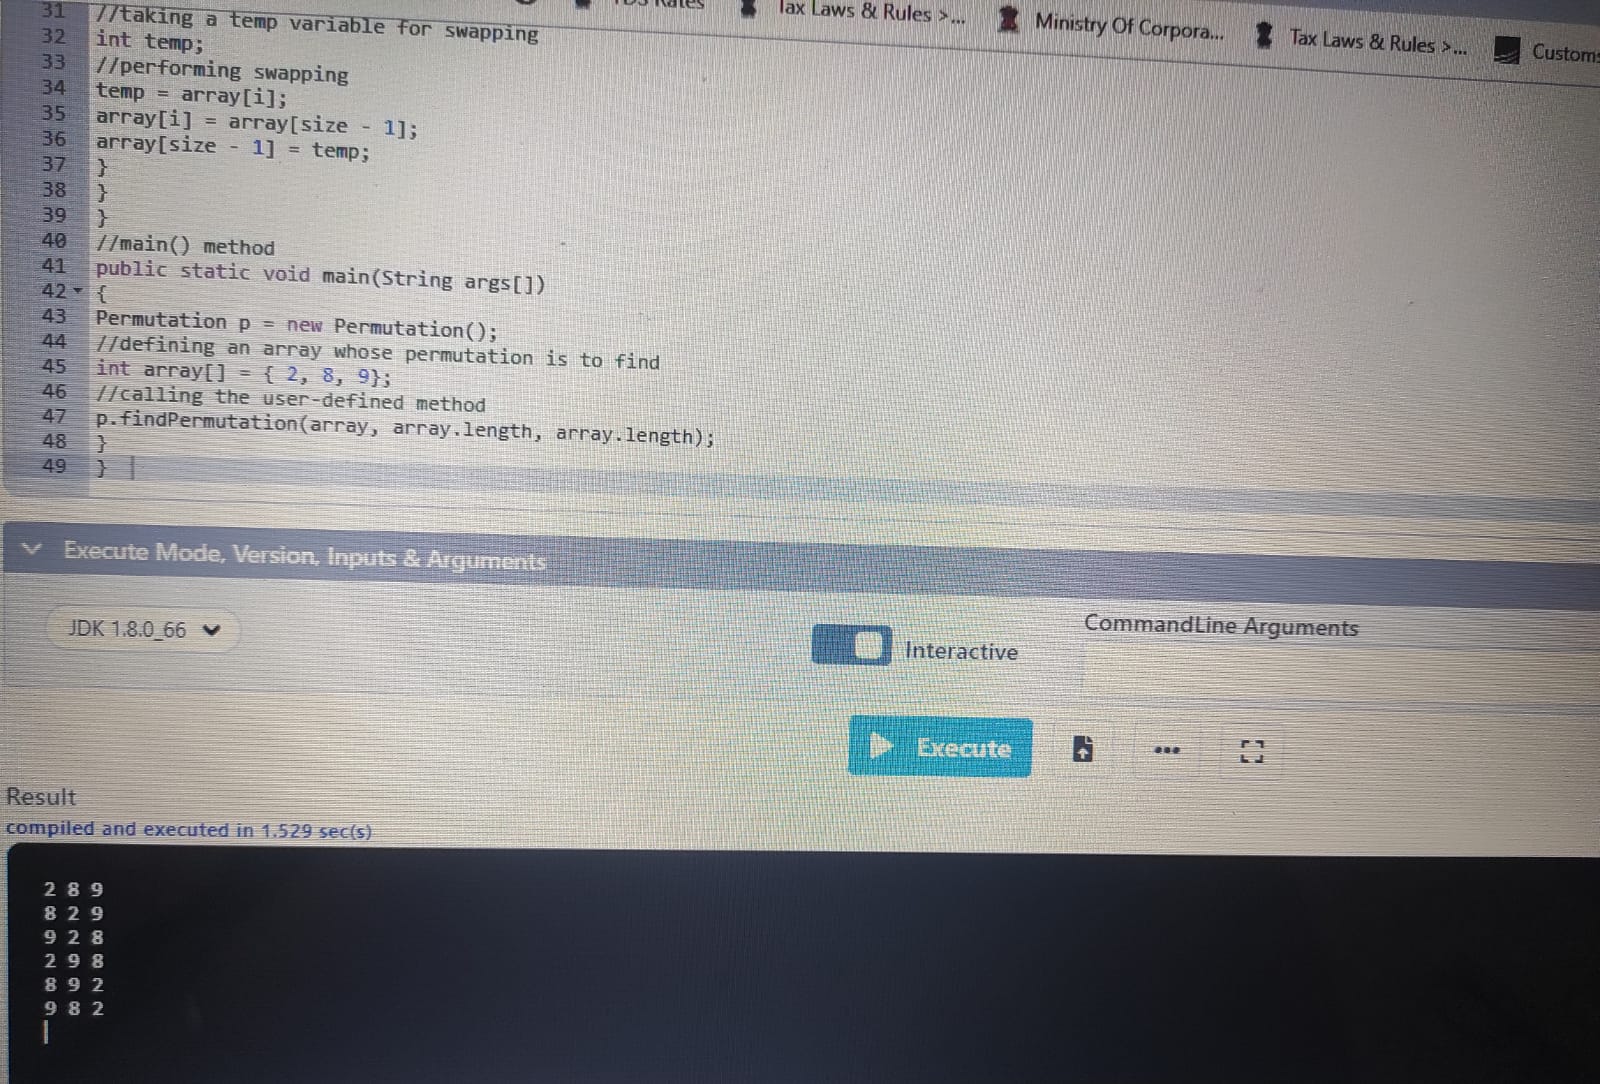 Rates
Tax Laws & Rules >...
Ministry Of Corpora...
Tax Laws & Rules >...
Customs
31 //taking a temp variable for swapping
32 int temp;
33 //performing swapping
34 temp = array[i];
35 array[i] = array[size - 1];
36 array[size - 1] = temp;
37 }
38 }
39 }
40 //main() method
41 public static void main(String args[])
42 {
43 Permutation p = new Permutation();
44 //defining an array whose permutation is to find
45 int array[] = { 2, 8, 9};
46 //calling the user-defined method
47 p.findPermutation(array, array.length, array.length);
48 }
49 }
Execute Mode, Version, Inputs & Arguments
JDK 1.8.0_66
Interactive
CommandLine Arguments
Execute
Result
compiled and executed in 1.529 sec(s)
2 8 9
8 2 9
9 2 8
2 9 8
8 9 2
9 8 2